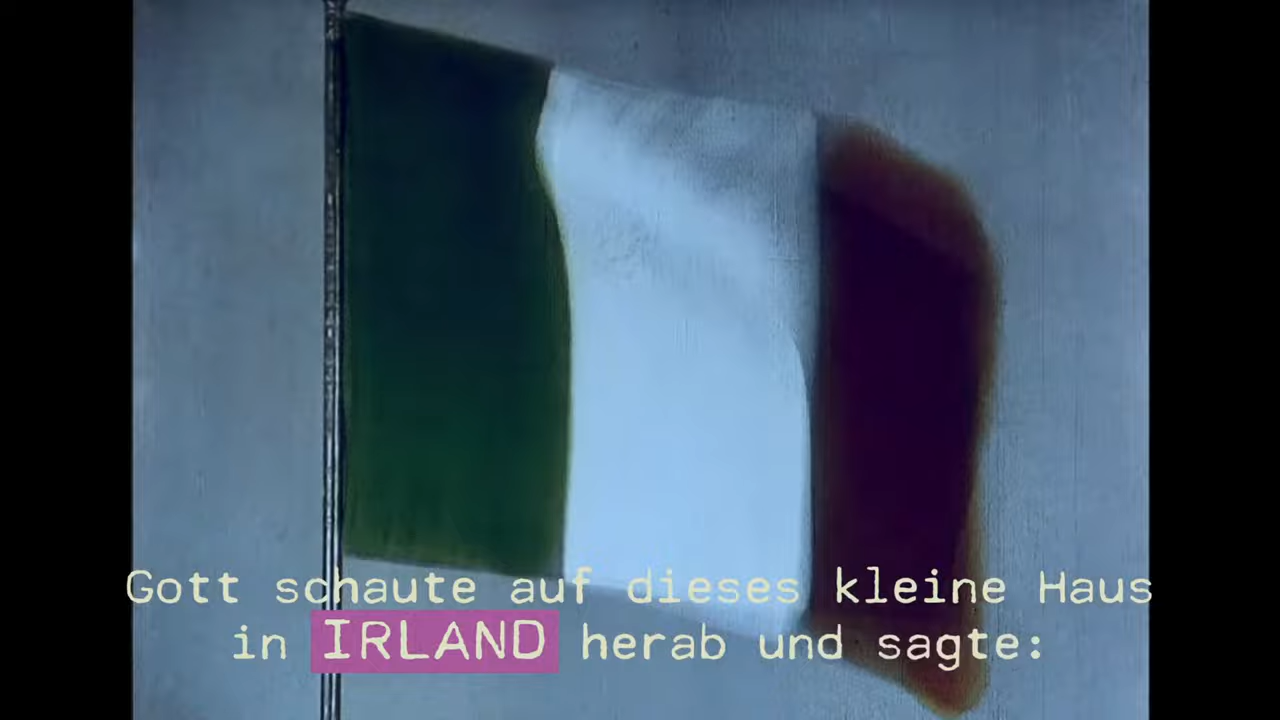 Gott schaute auf dieses kleine Haus
in IRLAND herab und sagte: